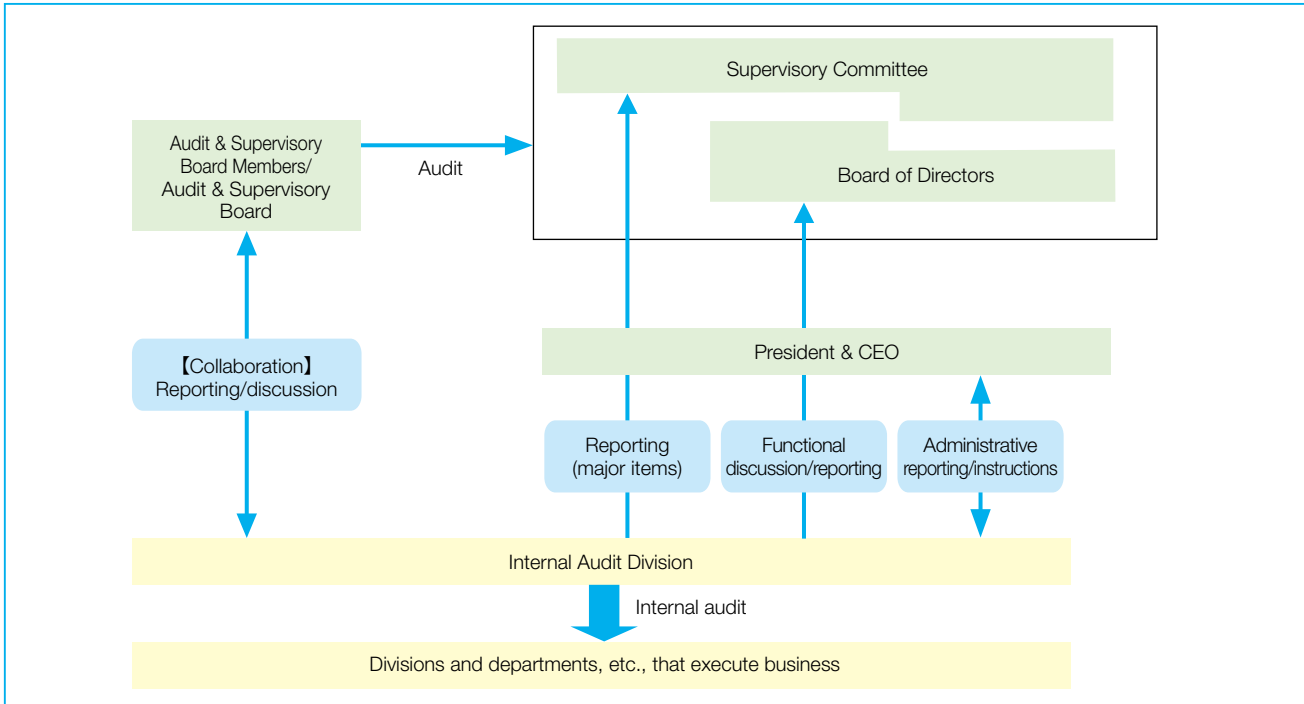 Supervisory Committee
Audit & Supervisory
Board Members/
Audit & Supervisory
Board
Audit
Board of Directors
【Collaboration】
Reporting/discussion
President & CEO
Reporting
(major items)
Functional
discussion/reporting
Administrative
reporting/instructions
Internal Audit Division
Internal audit
Divisions and departments, etc., that execute business